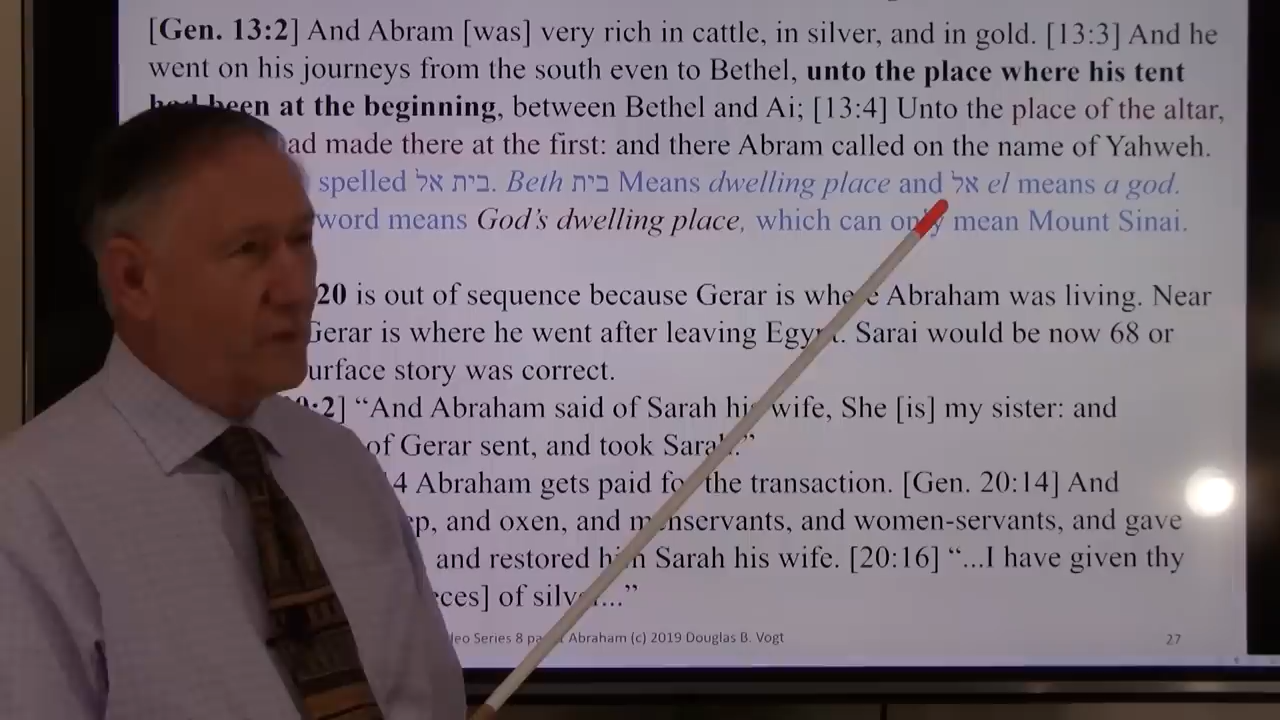 [Gen. 13:2] And Abram [was] very rich in cattle, in silver, and in gold. [13:3] And he
went on his journeys from the south even to Bethel, unto the place where his tent
had been at the beginning, between Bethel and Ai; [13:4] Unto the place of the altar,
had made there at the first: and there Abram called on the name of Yahweh.
spelled בית אל. Beth בית Means dwelling place and אל el means a god.
word means God's dwelling place, which can only mean Mount Sinai.
20 is out of sequence because Gerar is where Abraham was living. Near
Gerar is where he went after leaving Egypt. Sarai would be now 68 or
surface story was correct.
:2] “And Abraham said of Sarah his wife, She [is] my sister: and
of Gerar sent, and took Sarah.”
14 Abraham gets paid for the transaction. [Gen. 20:14] And
and oxen, and menservants, and women-servants, and gave
and restored him Sarah his wife. [20:16] “...I have given thy
of silver...”
Series 8 Abraham (c) 2019 Douglas B. Vogt
27